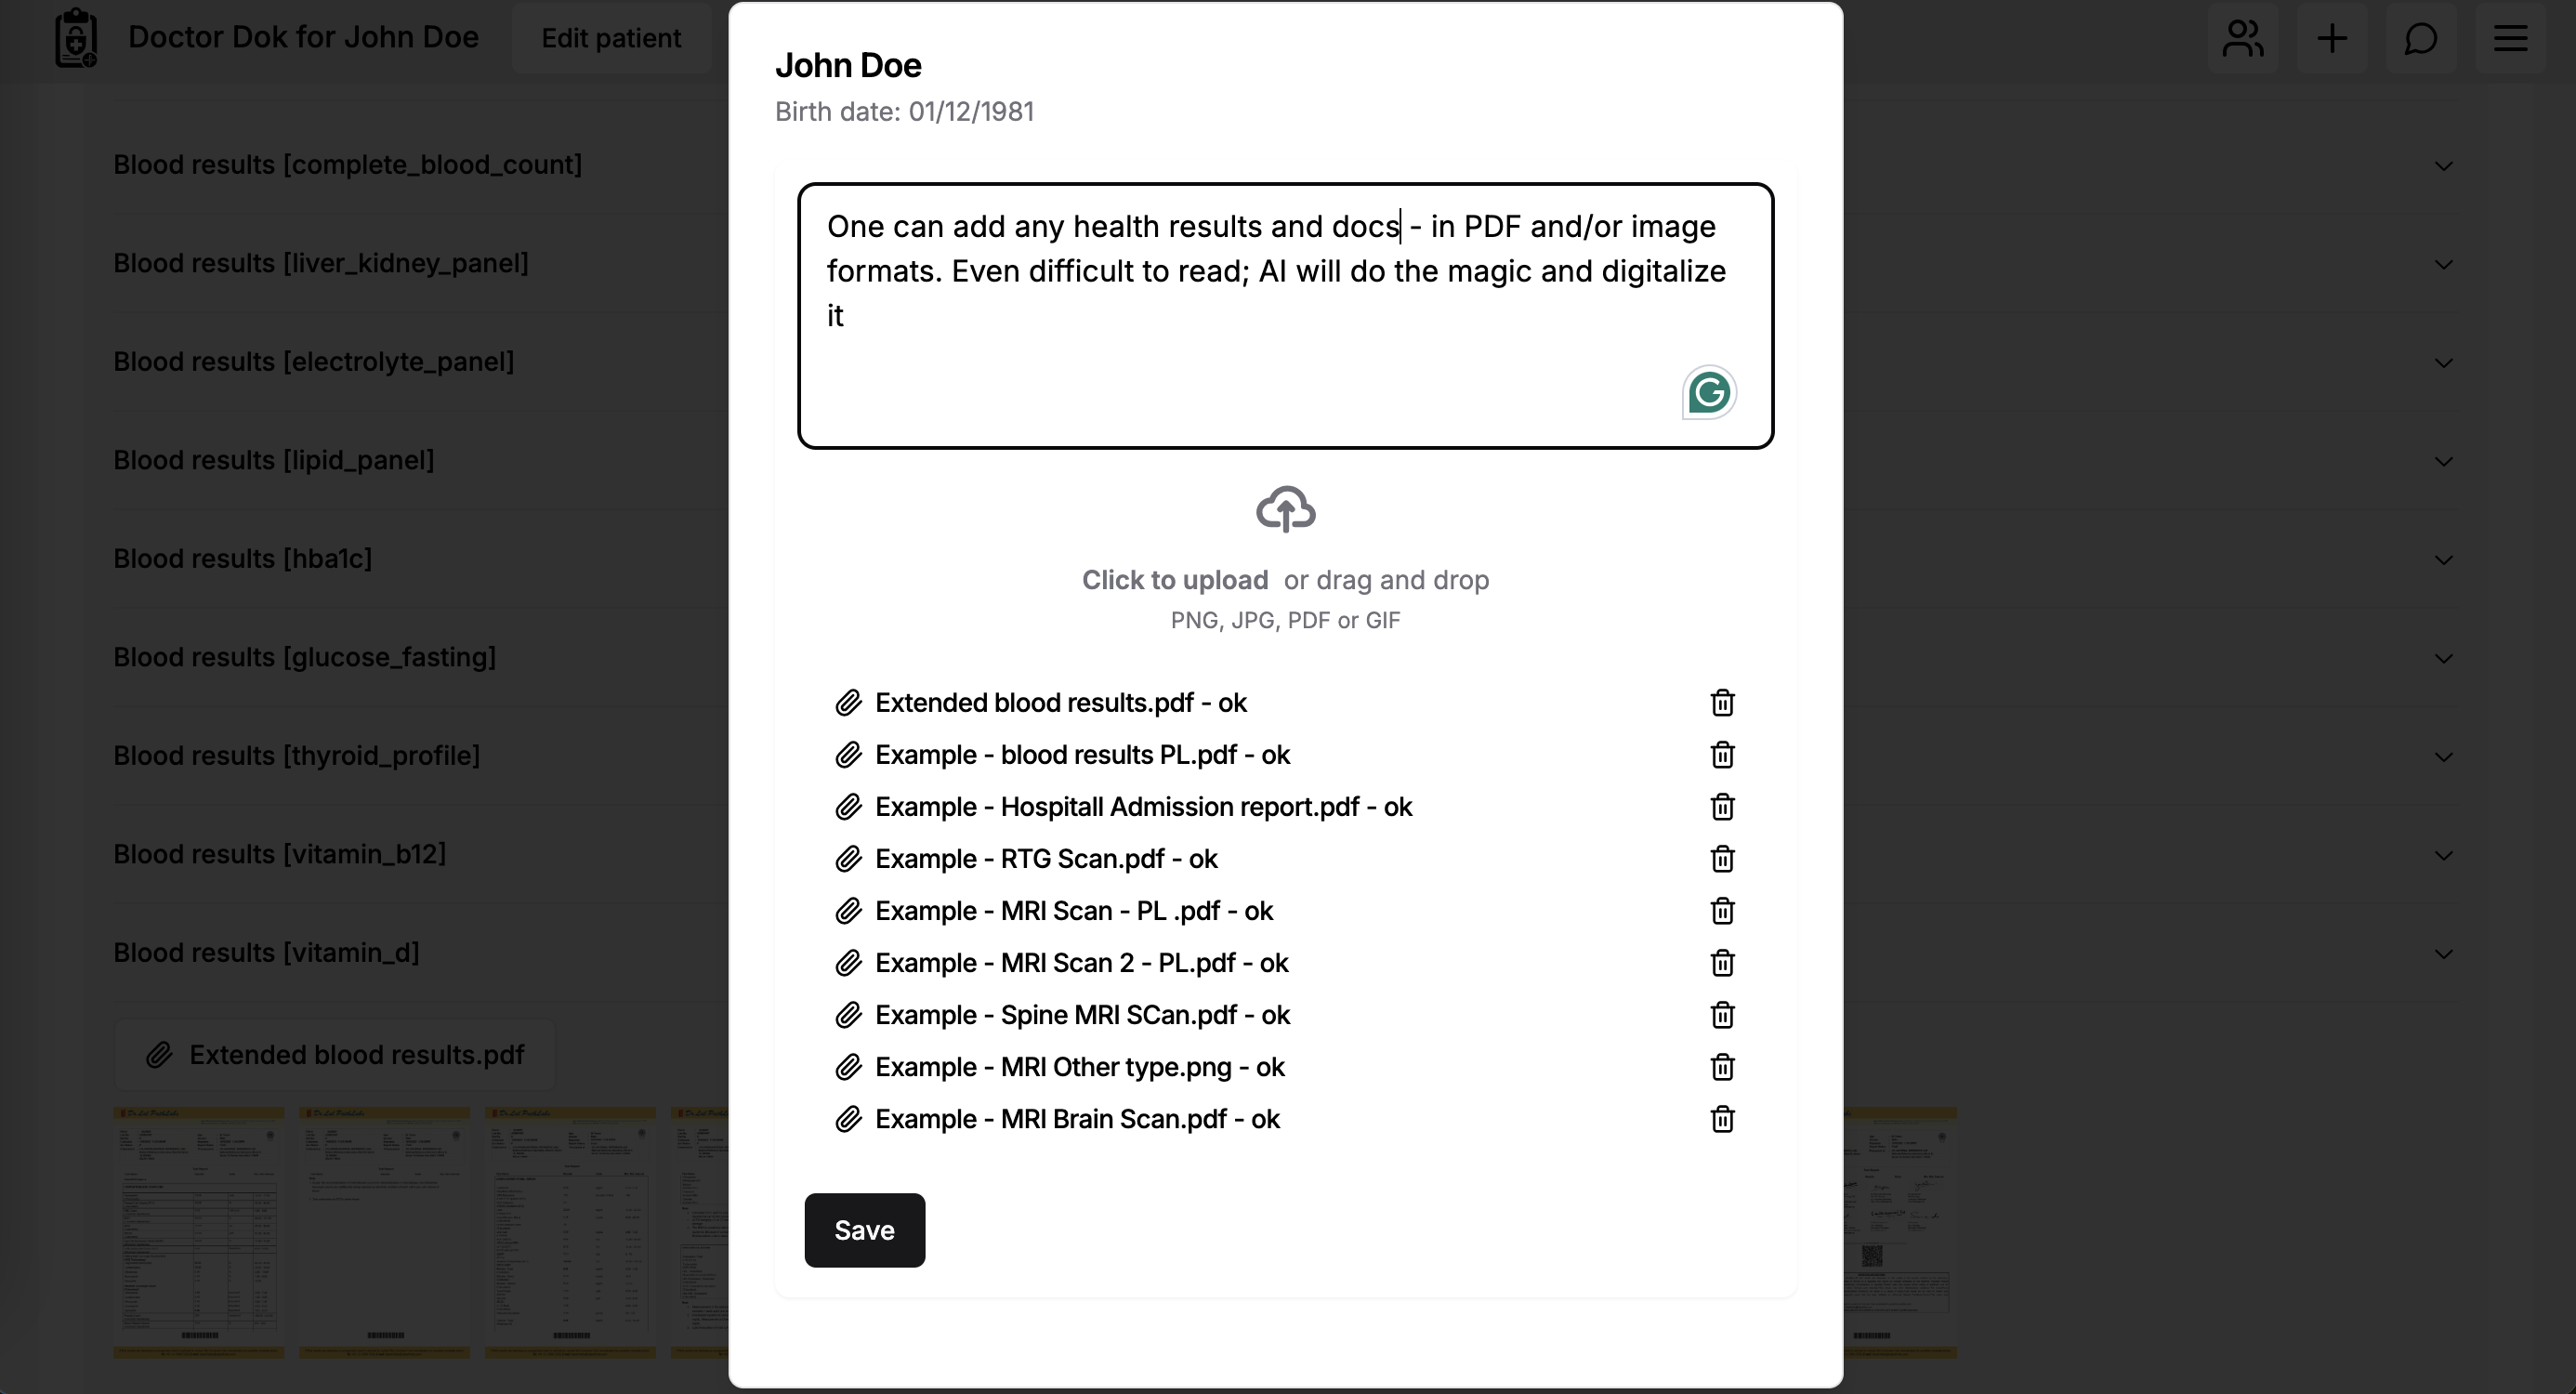 Doctor Dok for John Doe
Edit patient
Blood results [complete_blood_count]
Blood results [liver_kidney_panel]
Blood results [electrolyte_panel]
Blood results [lipid_panel]
Blood results [hba1c]
Blood results [glucose_fasting]
Blood results [thyroid_profile]
Blood results [vitamin_b12]
Blood results [vitamin_d]
Extended blood results.pdf
John Doe
Birth date: 01/12/1981
One can add any health results and docs - in PDF and/or image
formats. Even difficult to read; AI will do the magic and digitalize
it
Click to upload or drag and drop
PNG, JPG, PDF or GIF
Extended blood results.pdf - ok
Example - blood results PL.pdf - ok
Example - Hospitall Admission report.pdf - ok
Example - RTG Scan.pdf - ok
Example - MRI Scan - PL .pdf - ok
Example - MRI Scan 2 - PL.pdf - ok
Example - Spine MRI SCan.pdf - ok
Example - MRI Other type.png - ok
Example - MRI Brain Scan.pdf - ok
Save